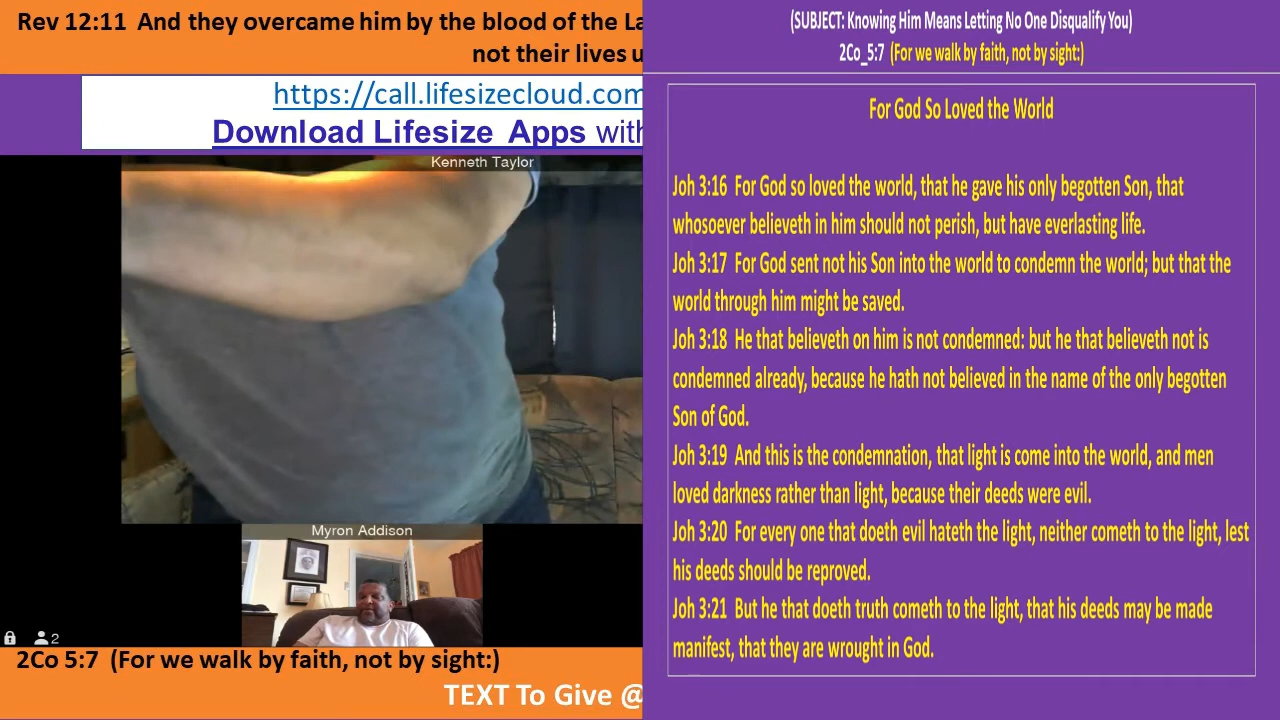 Rev 12:11 And they overcame him by the blood of the La
not their lives u
https://call.lifesizecloud.com
Download Lifesize Apps with
Kenneth Taylor
Myron Addison
2
2Co 5:7 (For we walk by faith, not by sight:)
TEXT To Give @
(SUBJECT: Knowing Him Means Letting No One Disqualify You)
2Co_5:7 (For we walk by faith, not by sight:)
For God So Loved the World
Joh 3:16 For God so loved the world, that he gave his only begotten Son, that
whosoever believeth in him should not perish, but have everlasting life.
Joh 3:17 For God sent not his Son into the world to condemn the world; but that the
world through him might be saved.
Joh 3:18 He that believeth on him is not condemned: but he that believeth not is
condemned already, because he hath not believed in the name of the only begotten
Son of God.
Joh 3:19 And this is the condemnation, that light is come into the world, and men
loved darkness rather than light, because their deeds were evil.
Joh 3:20 For every one that doeth evil hateth the light, neither cometh to the light, lest
his deeds should be reproved.
Joh 3:21 But he that doeth truth cometh to the light, that his deeds may be made
manifest, that they are wrought in God.